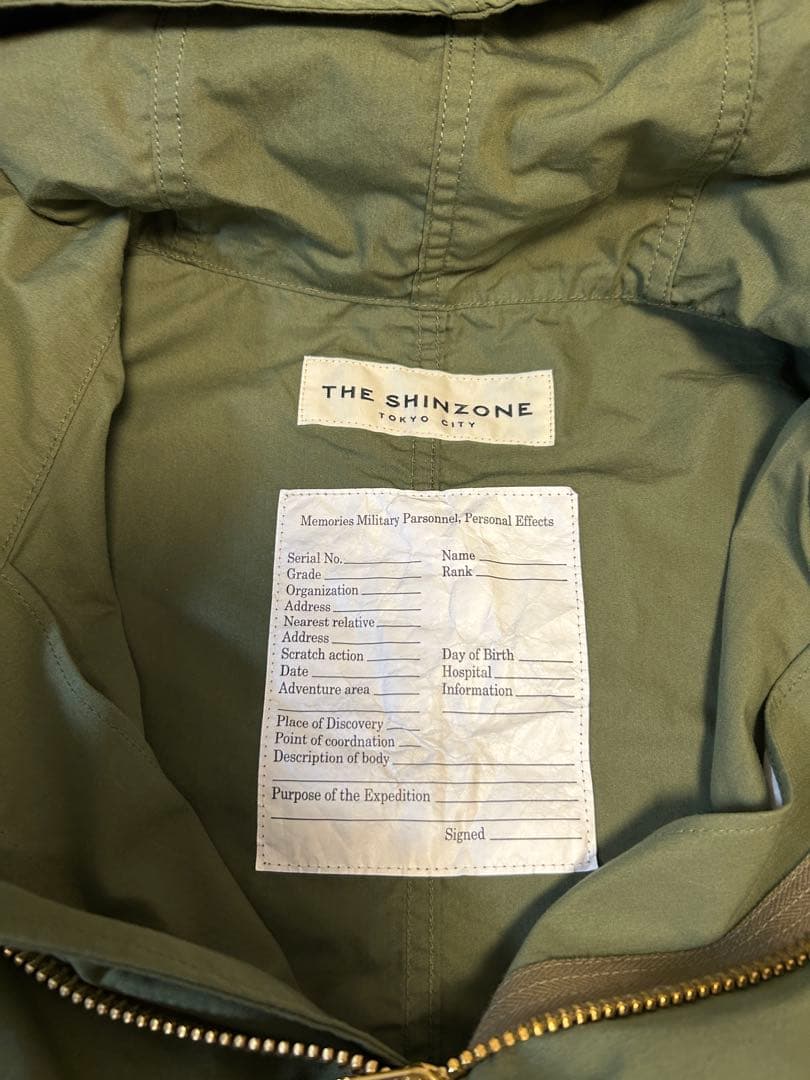 THE SHINZONE
TOKYO CITY
Memories Military Parsonnel, Personal Effects
Serial No. Name
Grade Rank
Organization
Address
Nearest relative
Address
Scratch action Day of Birth
Date Hospital
Adventure area Information
Place of Discovery
Point of coordnation
Description of body
Purpose of the Expedition
Signed